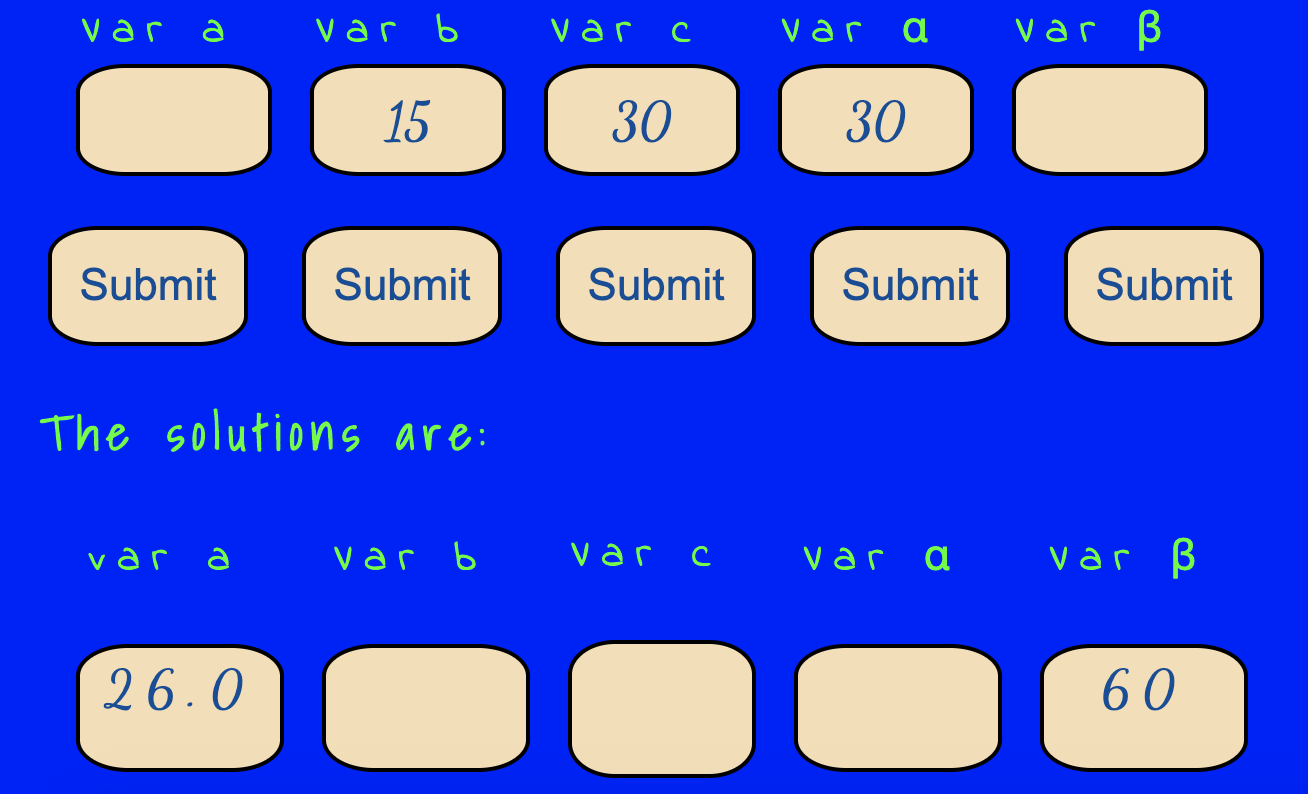 var a var b var c var α var β
15 30 30
Submit Submit Submit Submit Submit
The solutions are:
var a var b var c var α var β
26.0 60